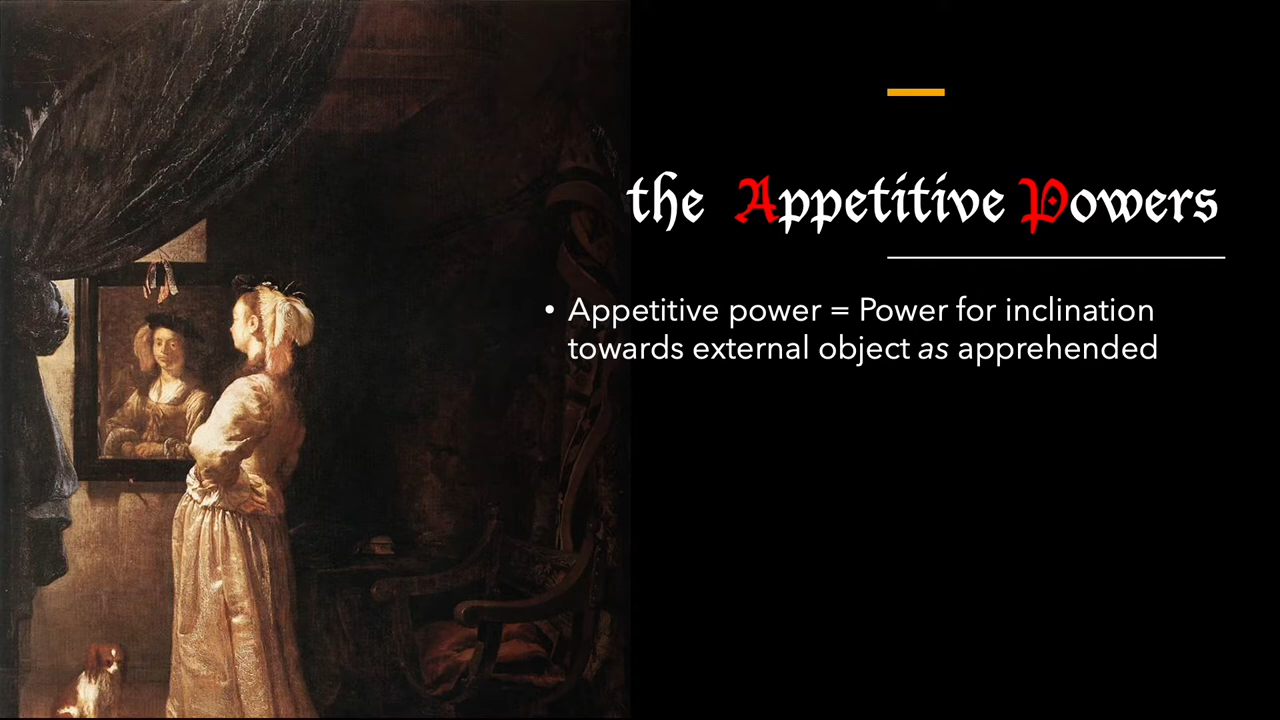 the Appetitive Powers
• Appetitive power = Power for inclination
towards external object as apprehended